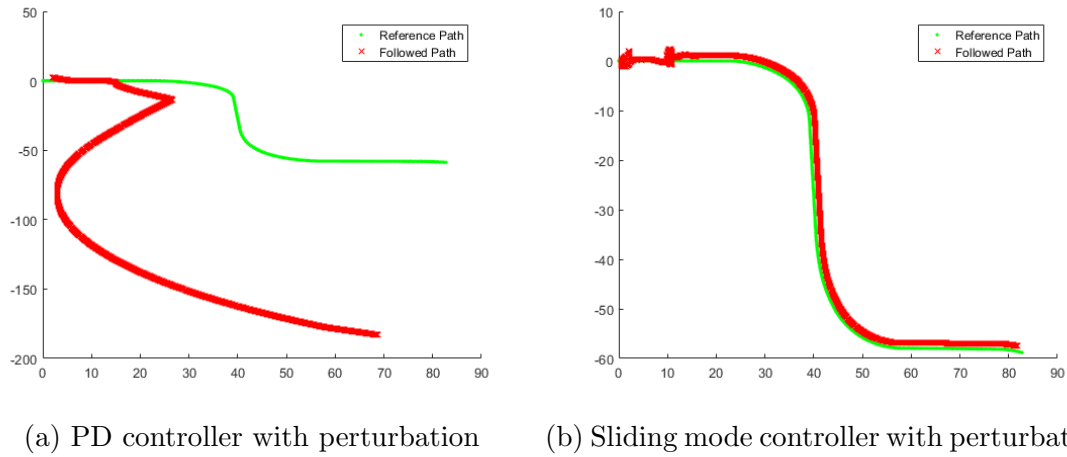 50
0
-50
-100
-150
-200
0 10 20 30 40 50 60 70 80 90
Reference Path
Followed Path
10
0
-10
-20
-30
-40
-50
-60
0 10 20 30 40 50 60 70 80 90
Reference Path
Followed Path
(a) PD controller with perturbation
(b) Sliding mode controller with perturbat